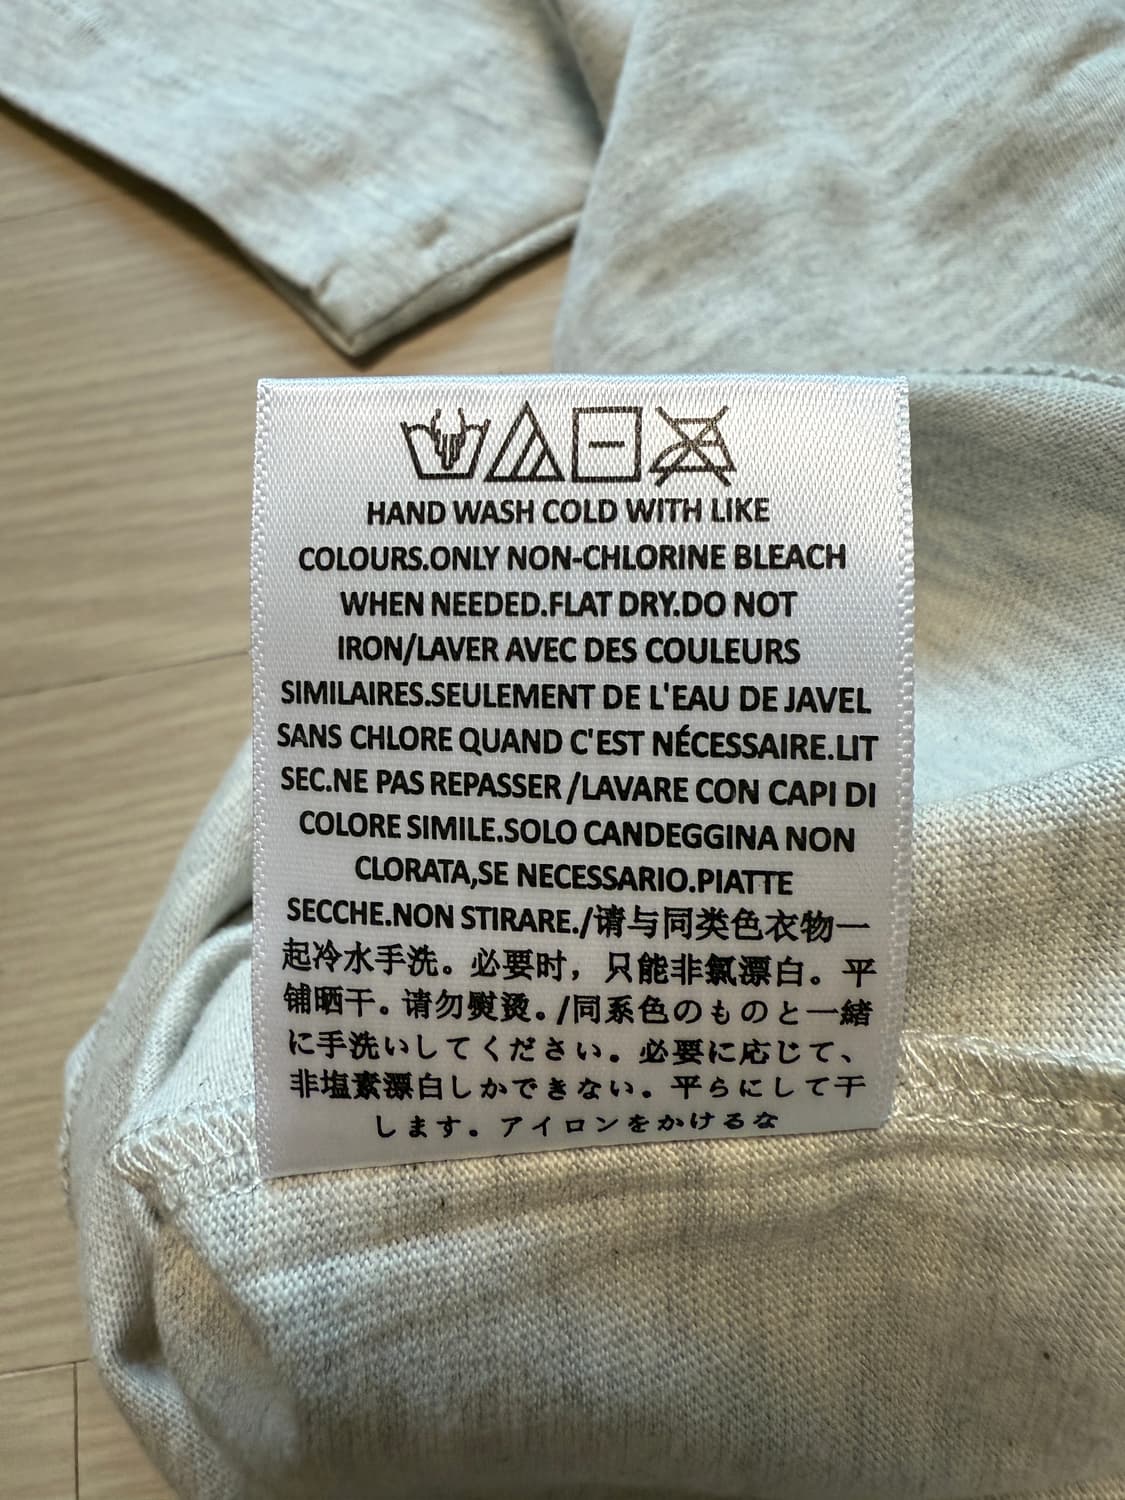 HAND WASH COLD WITH LIKE
COLOURS.ONLY NON-CHLORINE BLEACH
WHEN NEEDED.FLAT DRY.DO NOT
IRON/LAVER AVEC DES COULEURS
SIMILAIRES.SEULEMENT DE L'EAU DE JAVEL
SANS CHLORE QUAND C'EST NÉCESSAIRE.LIT
SEC.NE PAS REPASSER /LAVARE CON CAPI DI
COLORE SIMILE.SOLO CANDEGGINA NON
CLORATA,SE NECESSARIO.PIATTE
SECCHE.NON STIRARE./请与同类色衣物一
起冷水手洗。必要时，只能非氯漂白。平
铺晒干。请勿熨烫。/同系色のものと一緒
に手洗いしてください。必要に応じて、
非塩素漂白しかできない。平らにして干
します。アイロンをかけるな